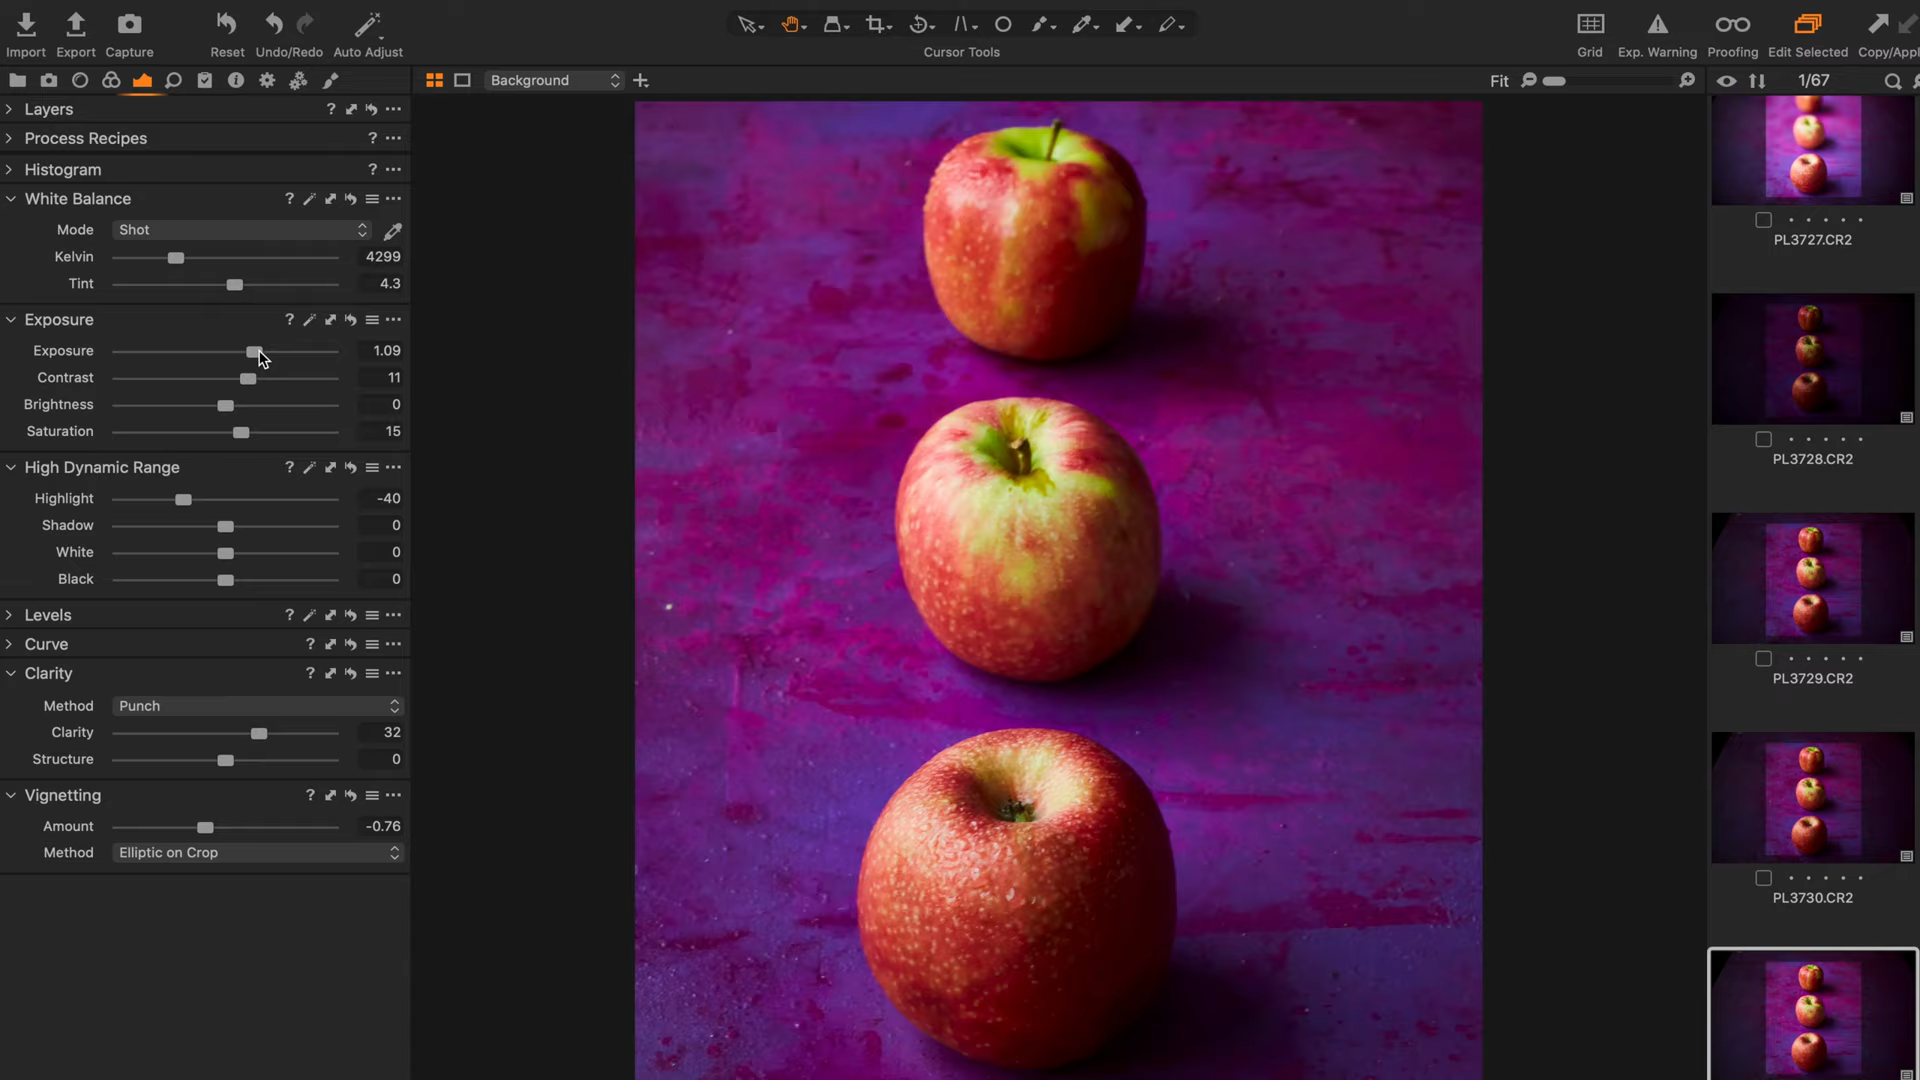 Import Export Capture Reset Undo/Redo Auto Adjust Cursor Tools Grid Exp. Warning Proofing Edit Selected Copy/Appl
Background Fit 1/67
Layers
Process Recipes
Histogram
White Balance
Mode Shot
Kelvin 4299
Tint 4.3
Exposure
Exposure 1.09
Contrast 11
Brightness 0
Saturation 15
High Dynamic Range
Highlight -40
Shadow 0
White 0
Black 0
Levels
Curve
Clarity
Method Punch
Clarity 32
Structure 0
Vignetting
Amount -0.76
Method Elliptic on Crop
PL3727.CR2
PL3728.CR2
PL3729.CR2
PL3730.CR2